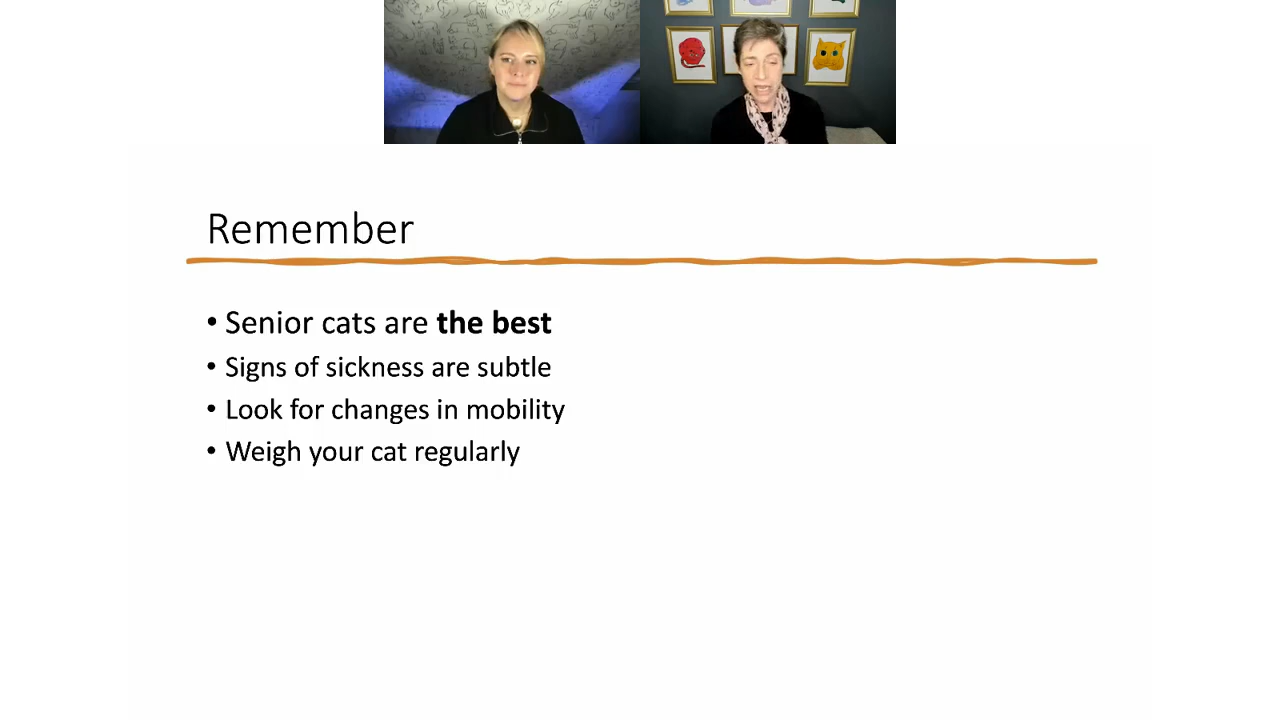 Remember
• Senior cats are the best
• Signs of sickness are subtle
• Look for changes in mobility
• Weigh your cat regularly